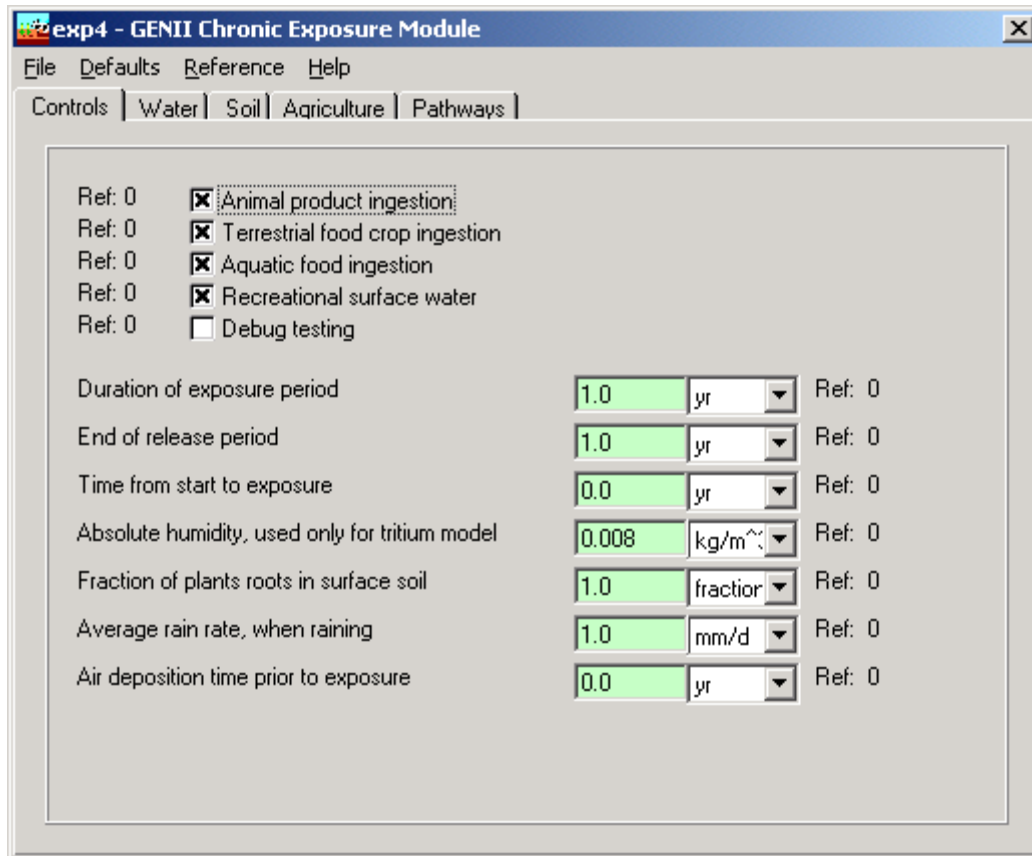 exp4 - GENII Chronic Exposure Module
File Defaults Reference Help
Controls Water Soil Agriculture Pathways
Ref: 0 Animal product ingestion
Ref: 0 Terrestrial food crop ingestion
Ref: 0 Aquatic food ingestion
Ref: 0 Recreational surface water
Ref: 0 Debug testing
Duration of exposure period 1.0 yr Ref: 0
End of release period 1.0 yr Ref: 0
Time from start to exposure 0.0 yr Ref: 0
Absolute humidity, used only for tritium model 0.008 kg/m^ Ref: 0
Fraction of plants roots in surface soil 1.0 fraction Ref: 0
Average rain rate, when raining 1.0 mm/d Ref: 0
Air deposition time prior to exposure 0.0 yr Ref: 0